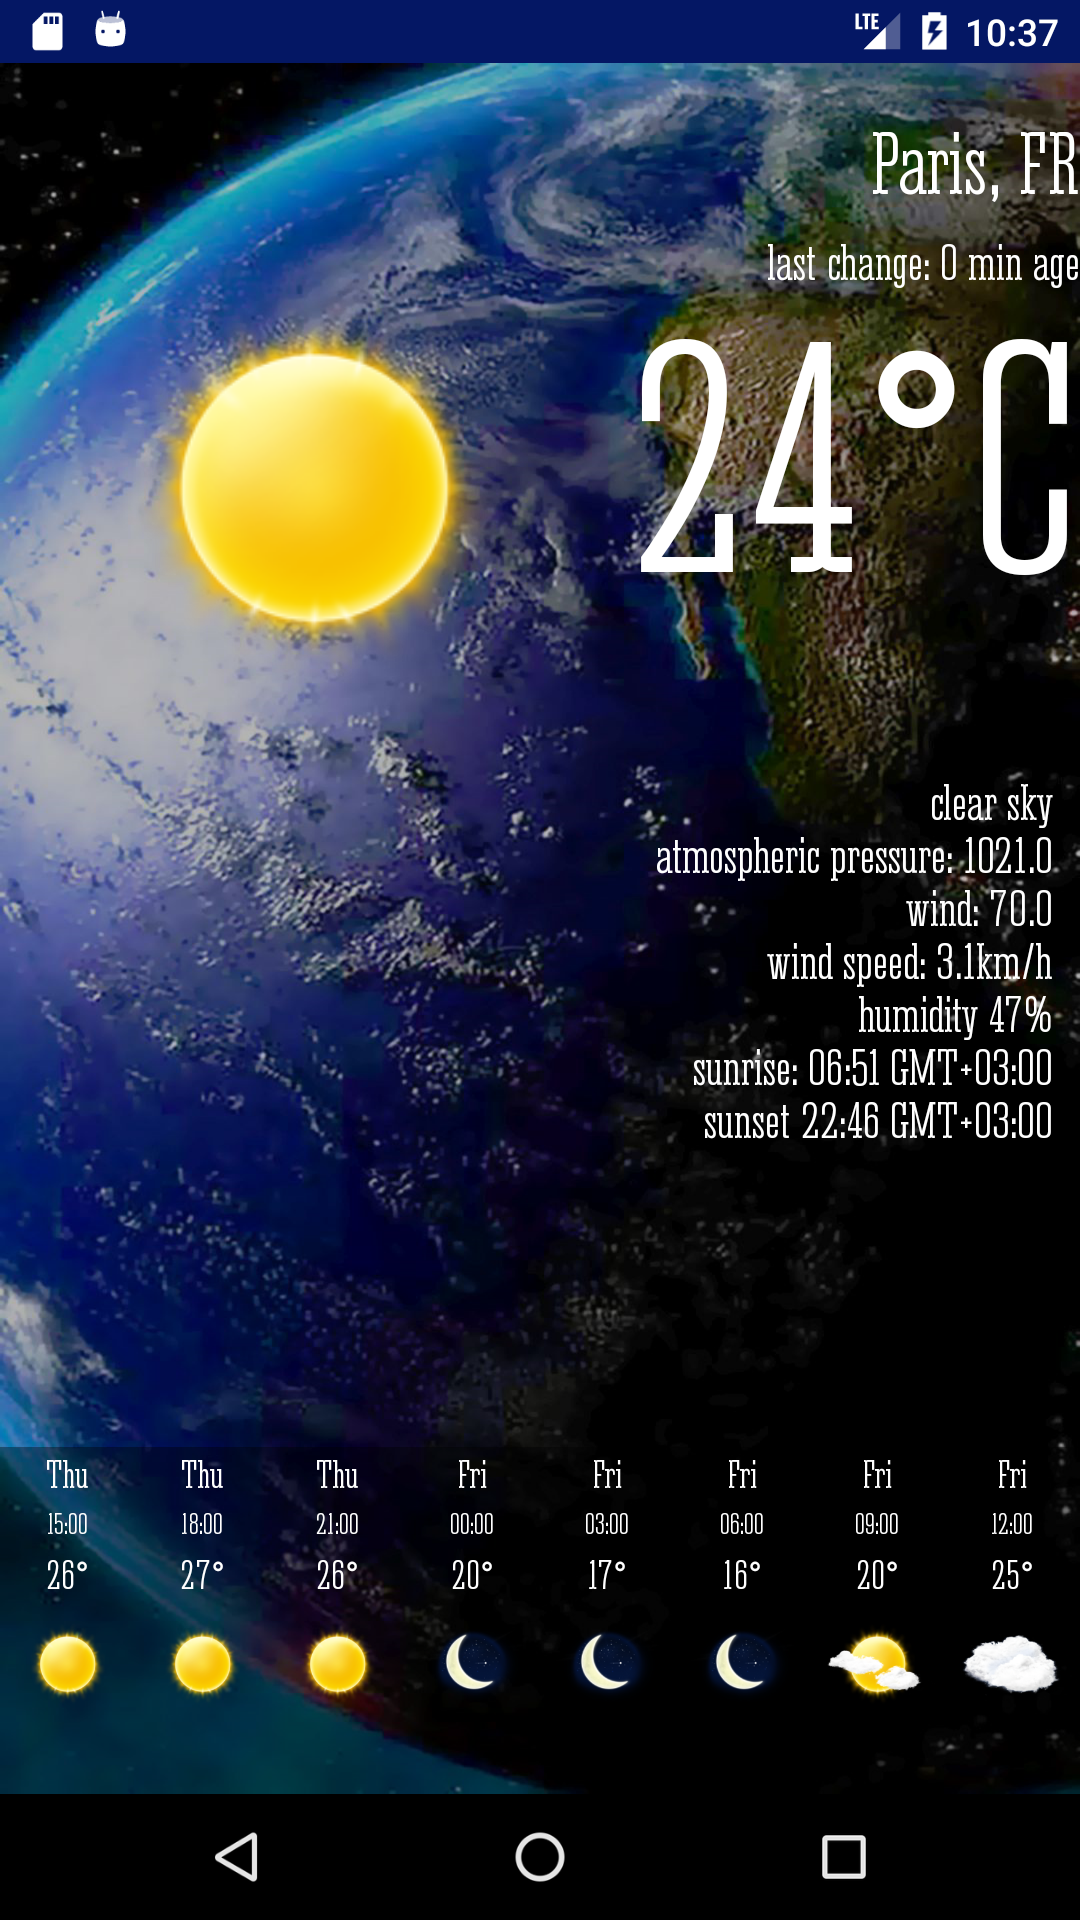 LTE 10:37
Paris, FR
last change: 0 min age
24°C
clear sky
atmospheric pressure: 1021.0
wind: 70.0
wind speed: 3.1km/h
humidity 47%
sunrise: 06:51 GMT+03:00
sunset 22:46 GMT+03:00
Thu Thu Thu Fri Fri Fri Fri Fri
15:00 18:00 21:00 00:00 03:00 06:00 09:00 12:00
26° 27° 26° 20° 17° 16° 20° 25°